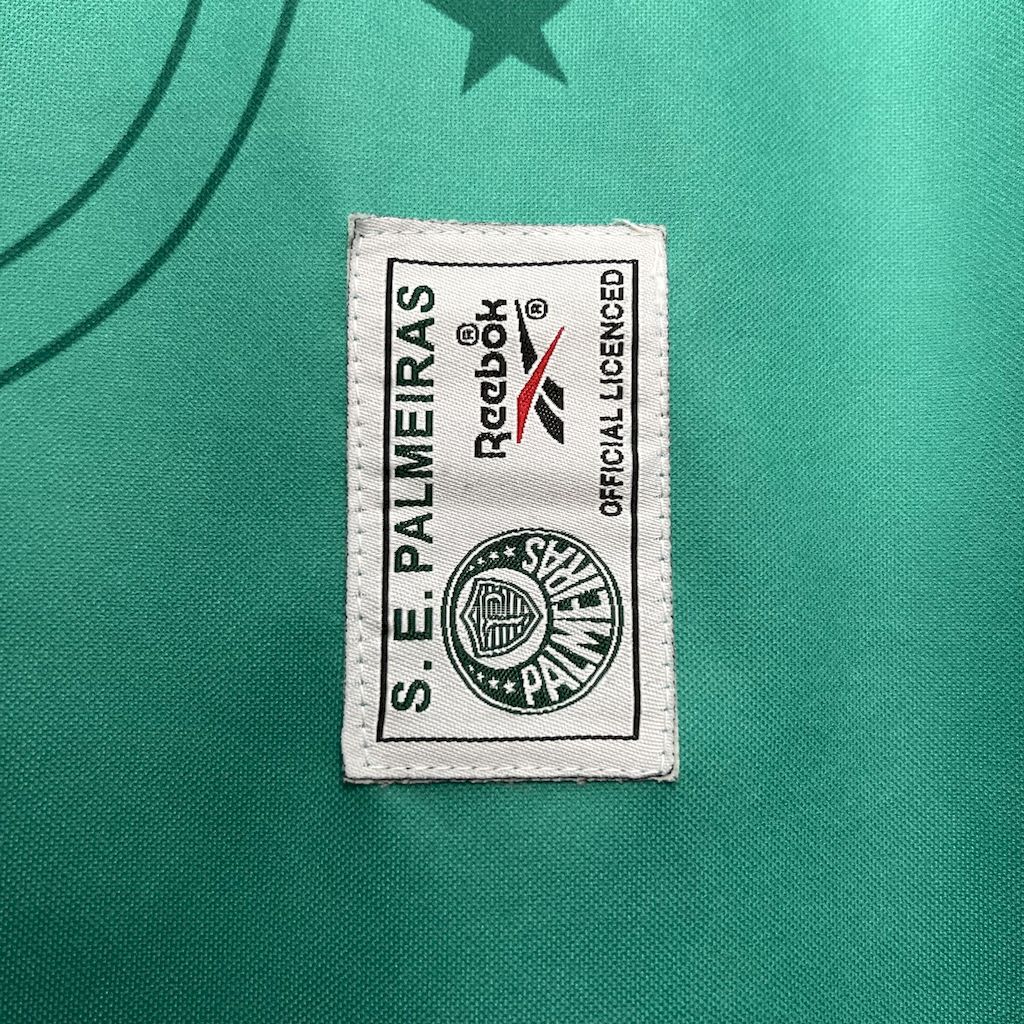 S. E. PALMEIRAS
Reebok®
®
PALMEIRAS
OFFICIAL LICENCED